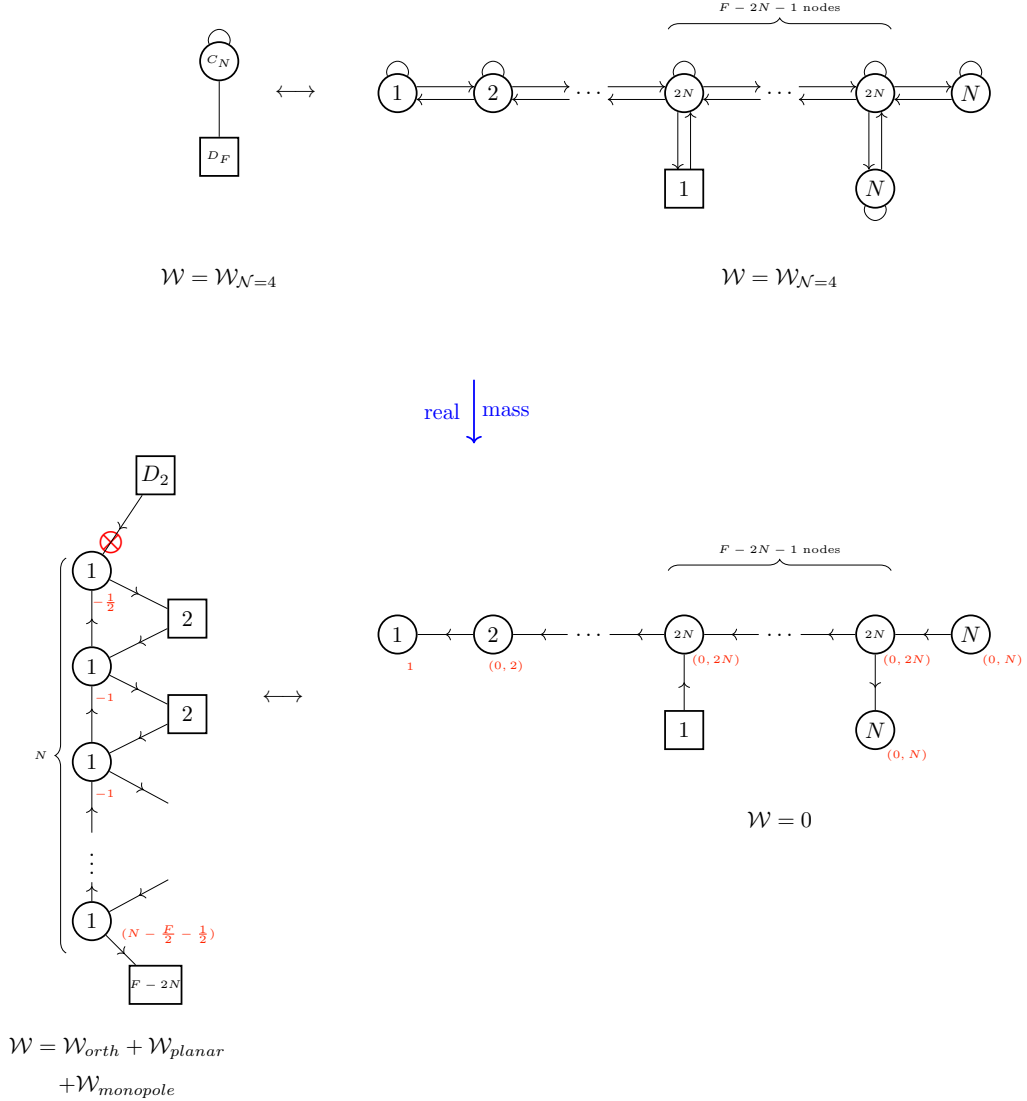 F − 2N − 1 nodes
C_N
D_F
⟷
1
2
⋯
2N
⋯
2N
N
1
N
𝒲 = 𝒲_{𝒩=4}
𝒲 = 𝒲_{𝒩=4}
real mass
D_2
F − 2N − 1 nodes
1
−1/2
2
1
−1
2
1
−1
N
⋮
1
(N − F/2 − 1/2)
F − 2N
⟷
1
1
2
(0, 2)
⋯
2N
(0, 2N)
⋯
2N
(0, 2N)
N
(0, N)
1
N
(0, N)
𝒲 = 0
𝒲 = 𝒲_{orth} + 𝒲_{planar}
+𝒲_{monopole}